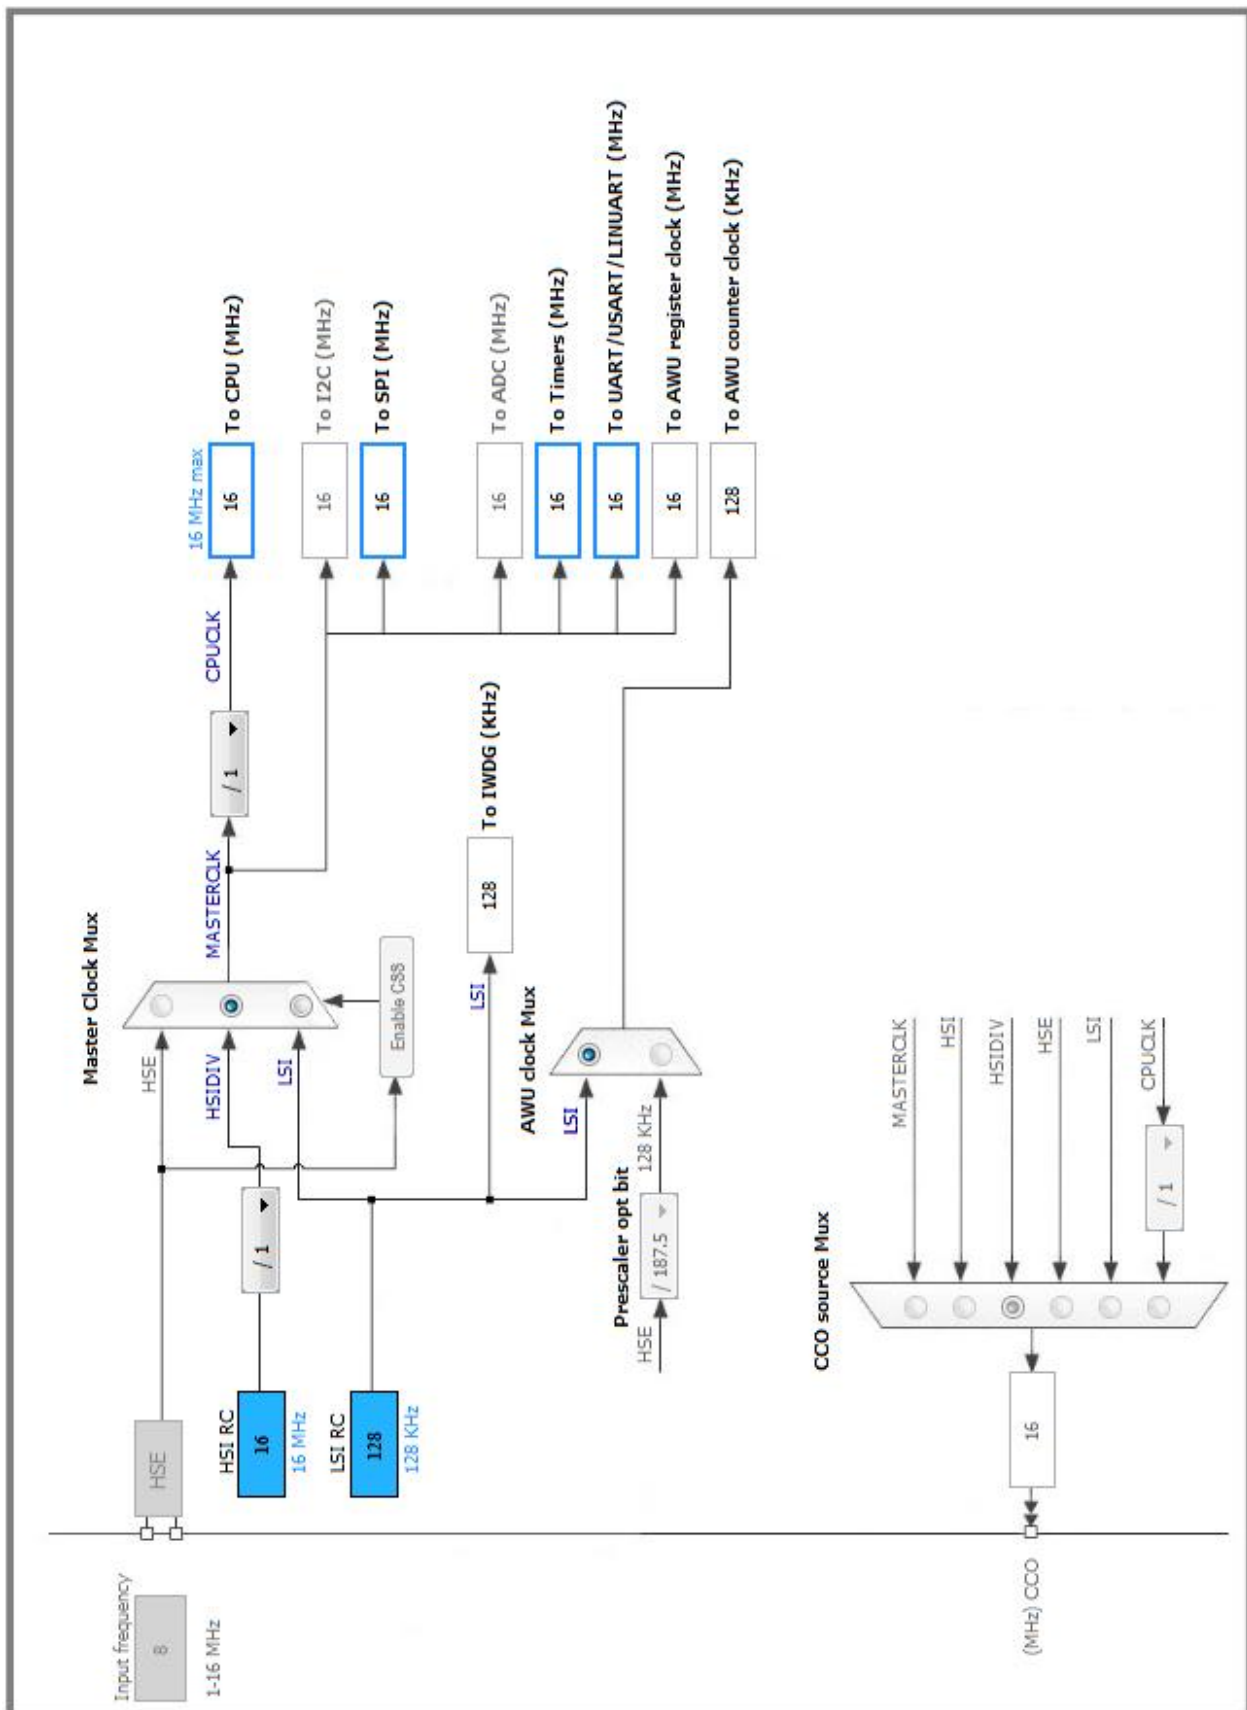 Input frequency
8
1-16 MHz
HSE
HSI RC
16
16 MHz
LSI RC
128
128 KHz
/ 1
HSE
HSIDIV
LSI
Master Clock Mux
Enable CSS
MASTERCLK
/ 1
CPUCLK
16 MHz max
16
To CPU (MHz)
16
To I2C (MHz)
16
To SPI (MHz)
16
To ADC (MHz)
16
To Timers (MHz)
16
To UART/USART/LINUART (MHz)
16
To AWU register clock (MHz)
128
To AWU counter clock (KHz)
LSI
128
To IWDG (KHz)
AWU clock Mux
LSI
Prescaler opt bit
HSE
/ 187.5
128 KHz
CCO source Mux
MASTERCLK
HSI
HSIDIV
HSE
LSI
CPUCLK
/ 1
16
(MHz) CCO